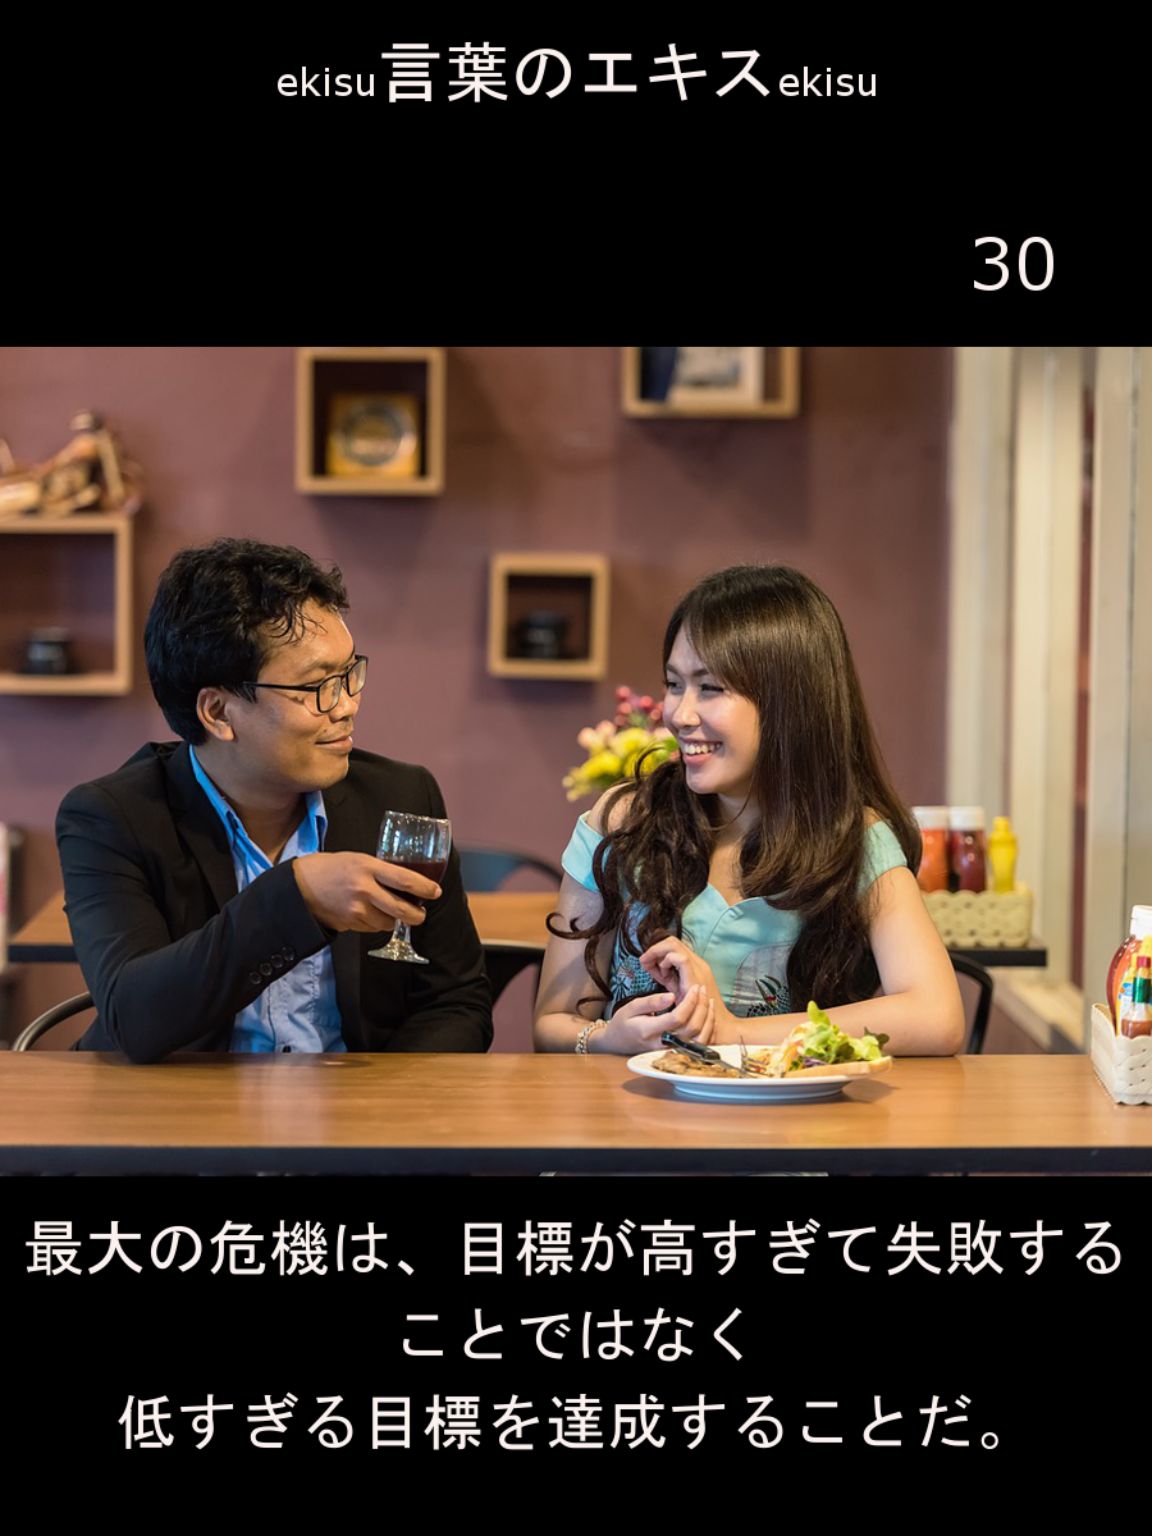 ekisu言葉のエキスekisu
30
最大の危機は、目標が高すぎて失敗する
ことではなく
低すぎる目標を達成することだ。